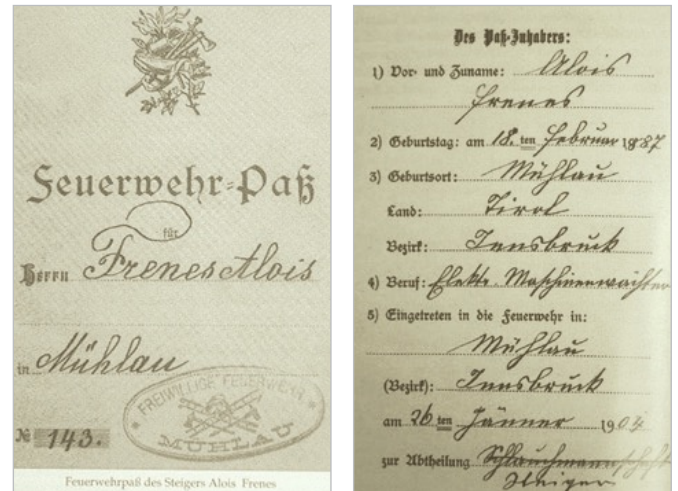 Feuerwehr-Paß
für
Herrn Frenes Alois
in Mühlau
FREIWILLIGE FEUERWEHR
MÜHLAU
№ 143.
Feuerwehrpaß des Steigers Alois Frenes
Des Paß-Inhabers:
1) Vor- und Zuname: Alois
Frenes
2) Geburtstag: am 18. ten Februar 1887
3) Geburtsort: Mühlau
Land: Tirol
Bezirk: Innsbruck
4) Beruf: Elektr. Maschinenwächter
5) Eingetreten in die Feuerwehr in:
Mühlau
(Bezirk): Innsbruck
am 26 ten Jänner 1904
zur Abtheilung Schlauchmannschaft
Steiger